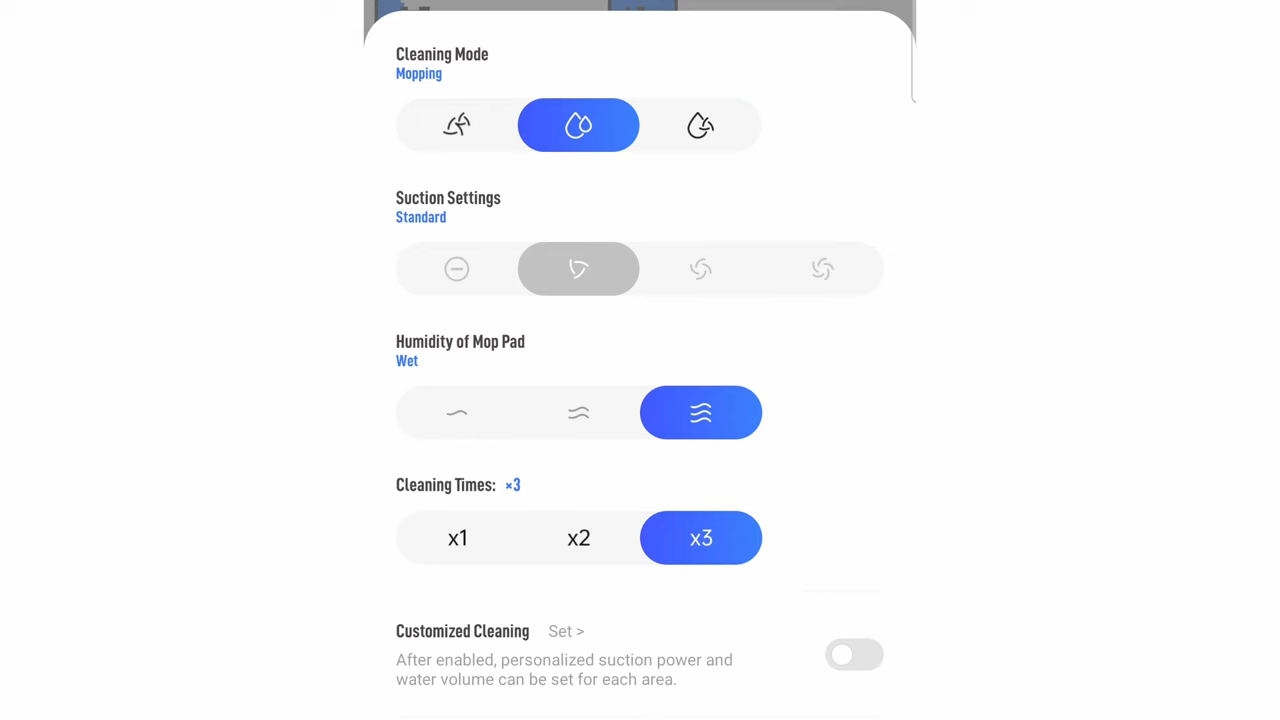 Cleaning Mode
Mopping
Suction Settings
Standard
Humidity of Mop Pad
Wet
Cleaning Times: ×3
x1 x2 x3
Customized Cleaning Set >
After enabled, personalized suction power and
water volume can be set for each area.